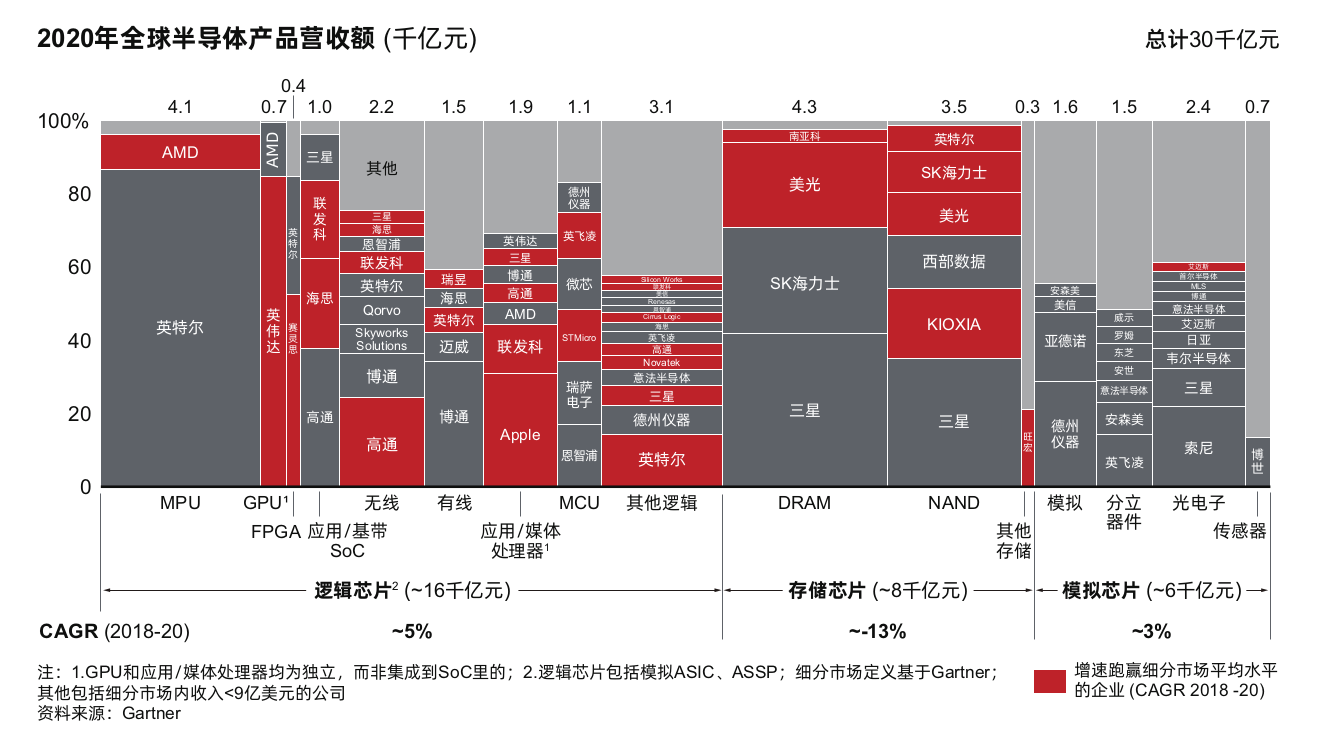 2020年全球半导体产品营收额 (千亿元)
总计30千亿元
4.1
0.7
0.4
1.0
2.2
1.5
1.9
1.1
3.1
4.3
3.5
0.3
1.6
1.5
2.4
0.7
100%
80
60
40
20
0
AMD
英特尔
AMD
英伟达
英特尔
赛灵思
三星
联发科
海思
高通
其他
三星
海思
恩智浦
联发科
英特尔
Qorvo
Skyworks
Solutions
博通
高通
瑞昱
海思
英特尔
迈威
博通
英伟达
三星
博通
高通
AMD
联发科
Apple
德州
仪器
英飞凌
微芯
STMicro
瑞萨
电子
恩智浦
Silicon Works
联发科
Renesas
恩智浦
Cirrus Logic
海思
英飞凌
高通
Novatek
意法半导体
三星
德州仪器
英特尔
南亚科
美光
SK海力士
三星
英特尔
SK海力士
美光
西部数据
KIOXIA
三星
旺宏
安森美
美信
亚德诺
德州
仪器
威示
罗姆
东芝
安世
意法半导体
安森美
英飞凌
艾迈斯
首尔半导体
MLS
博通
意法半导体
艾迈斯
日亚
韦尔半导体
三星
索尼
博世
MPU
GPU¹
FPGA
应用/基带
SoC
无线
有线
应用/媒体
处理器¹
MCU
其他逻辑
DRAM
NAND
其他
存储
模拟
分立
器件
光电子
传感器
逻辑芯片² (~16千亿元)
存储芯片 (~8千亿元)
模拟芯片 (~6千亿元)
CAGR (2018-20)
~5%
~-13%
~3%
注：1.GPU和应用/媒体处理器均为独立，而非集成到SoC里的；2.逻辑芯片包括模拟ASIC、ASSP；细分市场定义基于Gartner；
其他包括细分市场内收入<9亿美元的公司
资料来源：Gartner
增速跑赢细分市场平均水平
的企业 (CAGR 2018 -20)